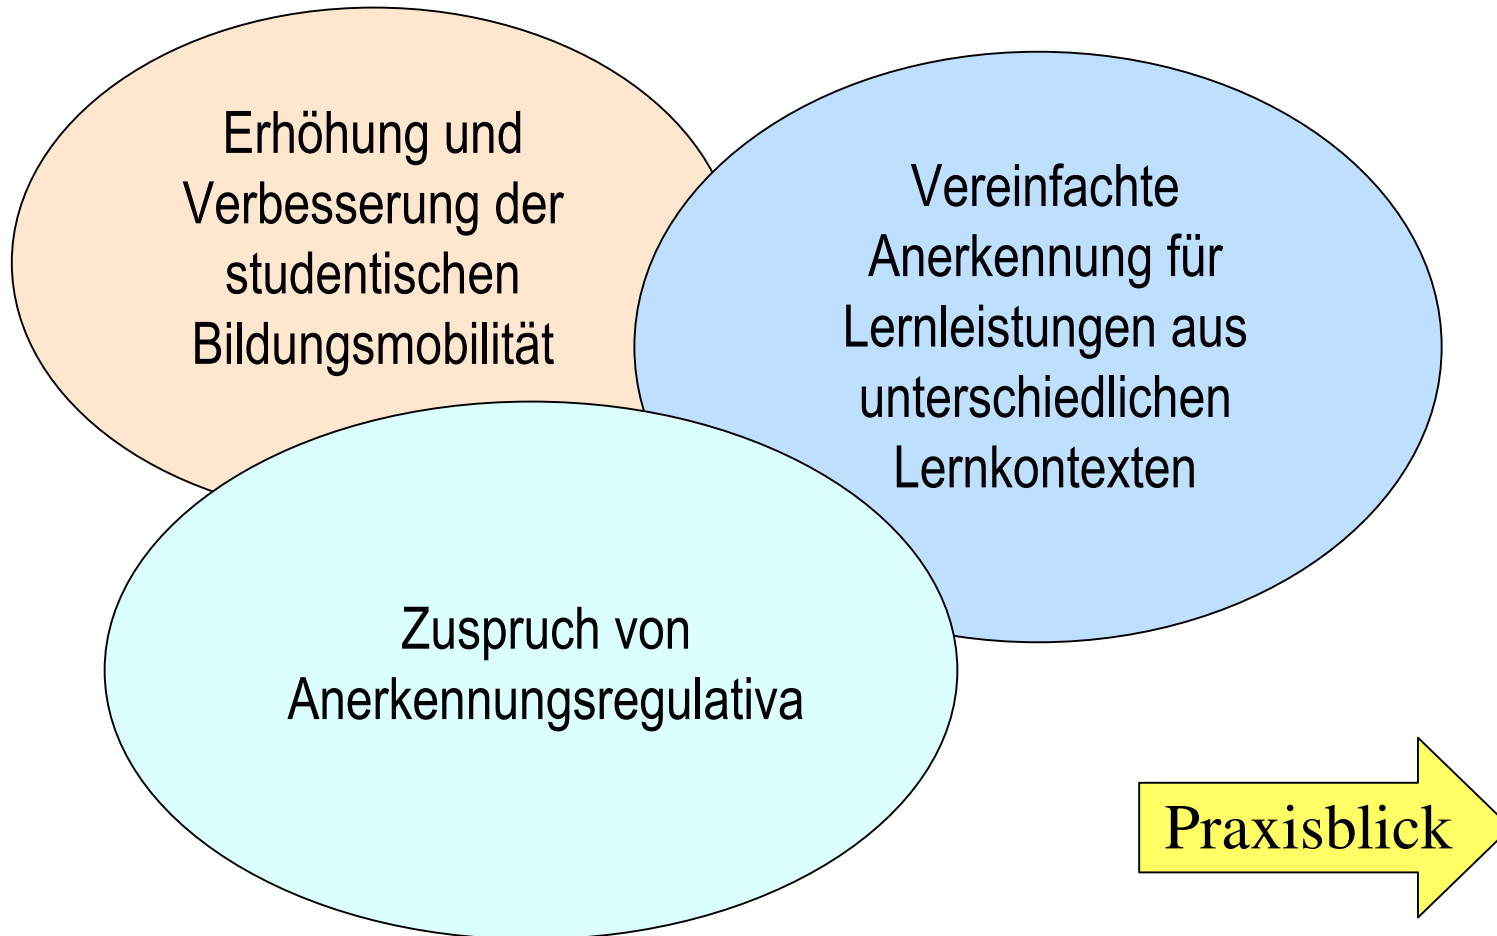 Erhöhung und
Verbesserung der
studentischen
Bildungsmobilität
Vereinfachte
Anerkennung für
Lernleistungen aus
unterschiedlichen
Lernkontexten
Zuspruch von
Anerkennungsregulativa
Praxisblick